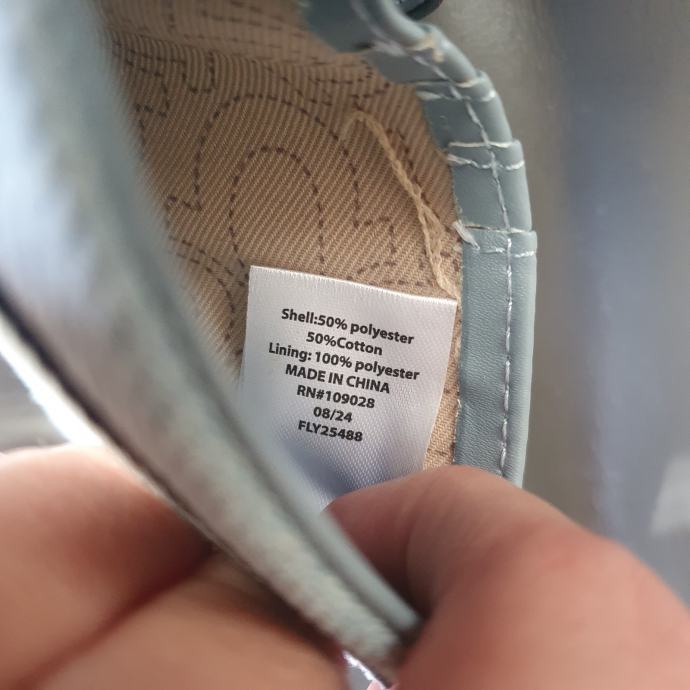 Shell:50% polyester
50%Cotton
Lining: 100% polyester
MADE IN CHINA
RN#109028
08/24
FLY25488